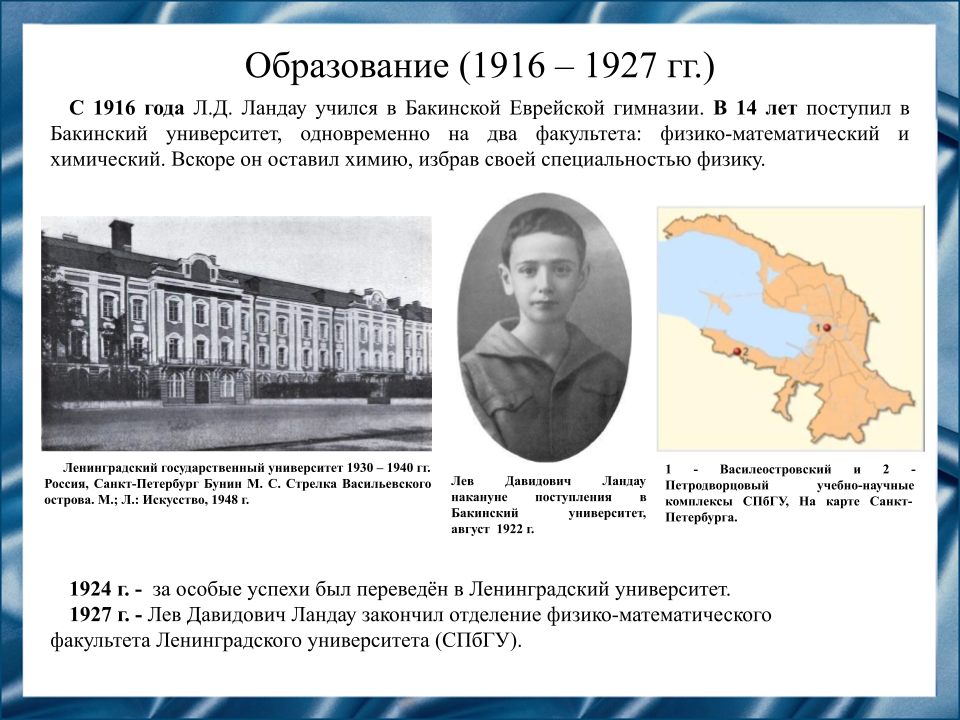 Образование (1916 – 1927 гг.)
С 1916 года Л.Д. Ландау учился в Бакинской Еврейской гимназии. В 14 лет поступил в
Бакинский университет, одновременно на два факультета: физико-математический и
химический. Вскоре он оставил химию, избрав своей специальностью физику.
Ленинградский государственный университет 1930 – 1940 гг.
Россия, Санкт-Петербург Бунин М. С. Стрелка Васильевского
острова. М.; Л.: Искусство, 1948 г.
Лев Давидович Ландау
накануне поступления в
Бакинский университет,
август 1922 г.
1
2
1 - Василеостровский и 2 -
Петродворцовый учебно-научные
комплексы СПбГУ, На карте Санкт-
Петербурга.
1924 г. - за особые успехи был переведён в Ленинградский университет.
1927 г. - Лев Давидович Ландау закончил отделение физико-математического
факультета Ленинградского университета (СПбГУ).